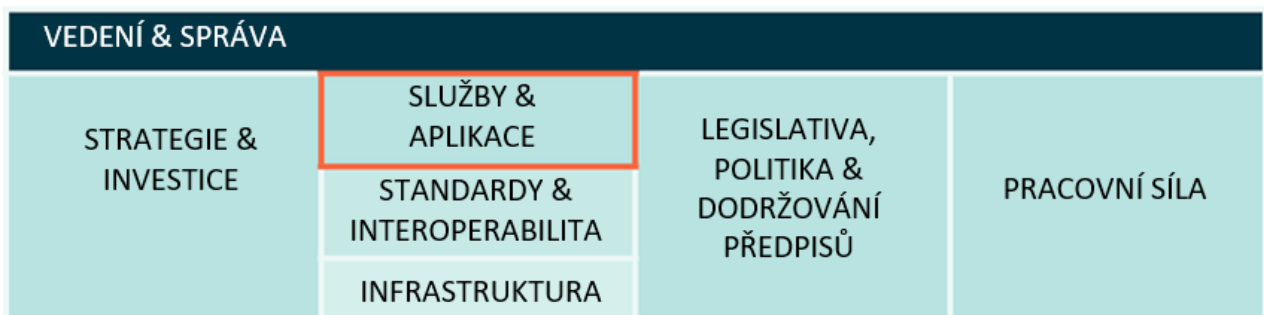 VEDENÍ & SPRÁVA
STRATEGIE &
INVESTICE
SLUŽBY &
APLIKACE
STANDARDY &
INTEROPERABILITA
INFRASTRUKTURA
LEGISLATIVA,
POLITIKA &
DODRŽOVÁNÍ
PŘEDPISŮ
PRACOVNÍ SÍLA